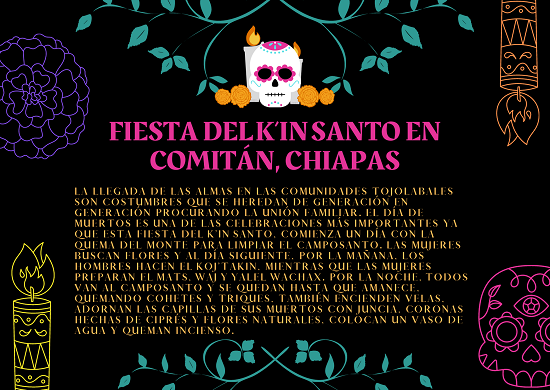 FIESTA DEL K'IN SANTO EN
COMITÁN, CHIAPAS
LA LLEGADA DE LAS ALMAS EN LAS COMUNIDADES TOJOLABALES
SON COSTUMBRES QUE SE HEREDAN DE GENERACIÓN EN
GENERACIÓN PROCURANDO LA UNIÓN FAMILIAR. EL DÍA DE
MUERTOS ES UNA DE LAS CELEBRACIONES MÁS IMPORTANTES YA
QUE ESTA FIESTA DEL K'IN SANTO, COMIENZA UN DÍA CON LA
QUEMA DEL MONTE PARA LIMPIAR EL CAMPOSANTO. LAS MUJERES
BUSCAN FLORES Y AL DÍA SIGUIENTE, POR LA MAÑANA, LOS
HOMBRES HACEN EL KOJ'TAKIN, MIENTRAS QUE LAS MUJERES
PREPARAN EL MATS, WAJ Y YAL EL WACHAX. POR LA NOCHE, TODOS
VAN AL CAMPOSANTO Y SE QUEDAN HASTA QUE AMANECE,
QUEMANDO COHETES Y TRIQUES. TAMBIÉN ENCIENDEN VELAS,
ADORNAN LAS CAPILLAS DE SUS MUERTOS CON JUNCIA, CORONAS
HECHAS DE CIPRÉS Y FLORES NATURALES, COLOCAN UN VASO DE
AGUA Y QUEMAN INCIENSO.